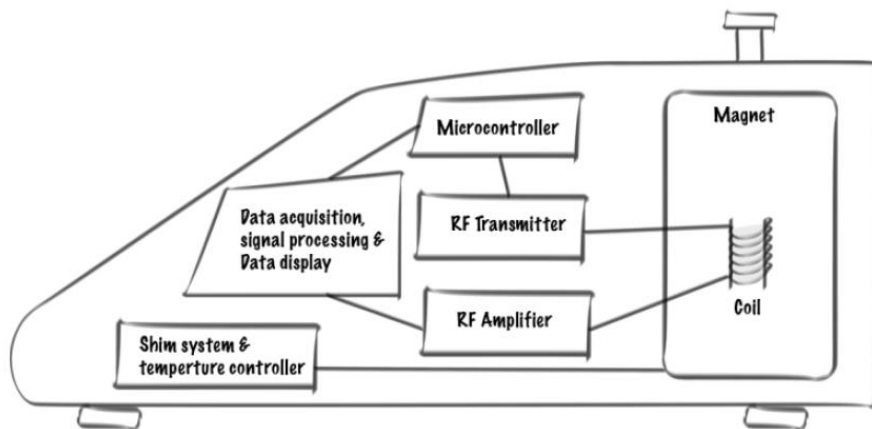 Magnet
Microcontroller
Data acquisition,
signal processing &
Data display
RF Transmitter
Coil
RF Amplifier
Shim system &
temperture controller